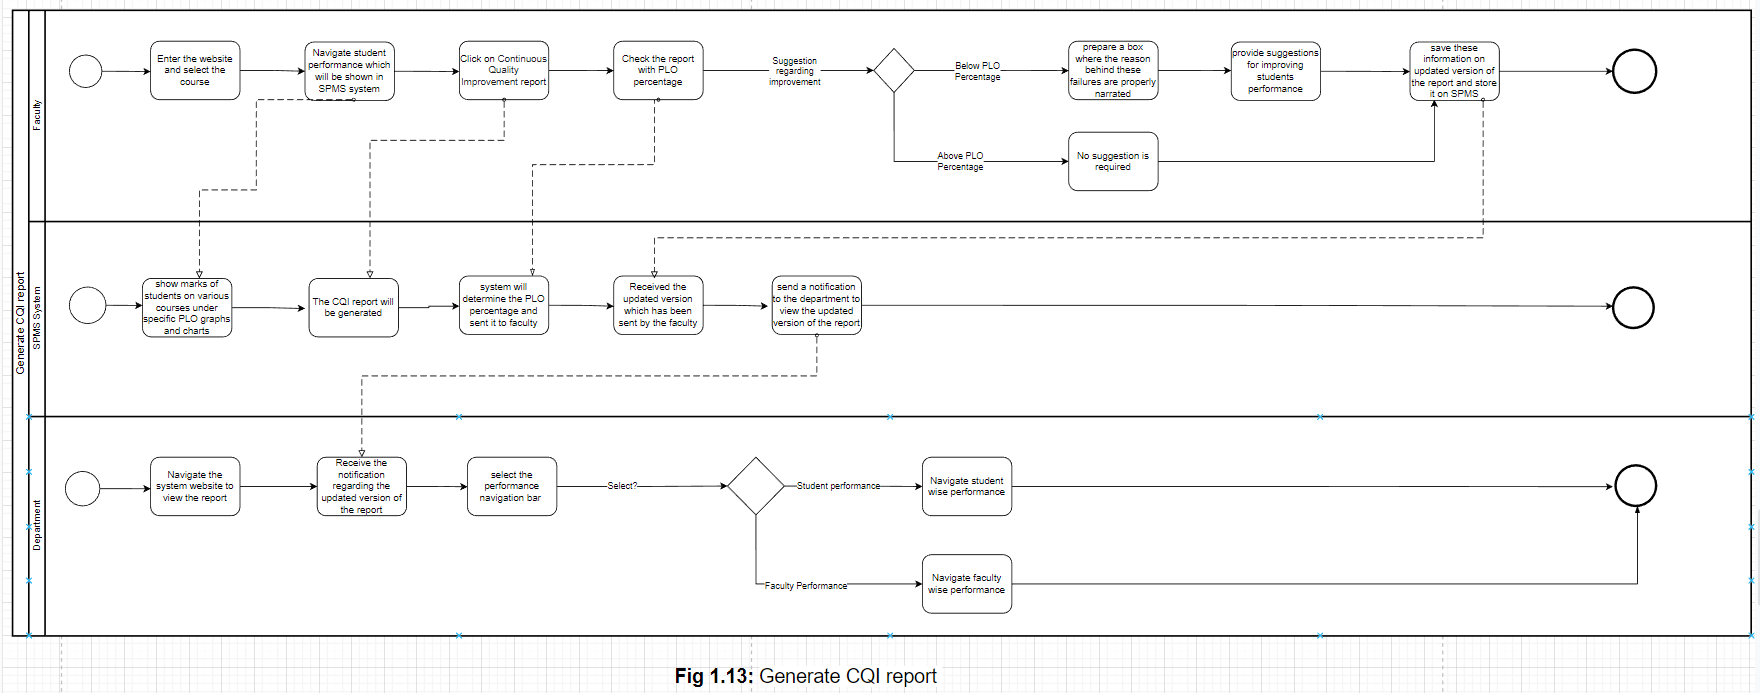 Generate CQI report
Faculty
Enter the website
and select the
course
Navigate student
performance which
will be shown in
SPMS system
Click on Continuous
Quality
Improvement report
Check the report
with PLO
percentage
Suggestion
regarding
improvement
Below PLO
Percentage
prepare a box
where the reason
behind these
failures are properly
narrated
provide suggestions
for improving
students
performance
save these
information on
updated version of
the report and store
it on SPMS
Above PLO
Percentage
No suggestion is
required
SPMS System
show marks of
students on various
courses under
specific PLO graphs
and charts
The CQI report will
be generated
system will
determine the PLO
percentage and
sent it to faculty
Received the
updated version
which has been
sent by the faculty
send a notification
to the department to
view the updated
version of the report
Department
Navigate the
system website to
view the report
Receive the
notification
regarding the
updated version of
the report
select the
performance
navigation bar
Select?
Student performance
Navigate student
wise performance
Faculty Performance
Navigate faculty
wise performance
Fig 1.13: Generate CQI report